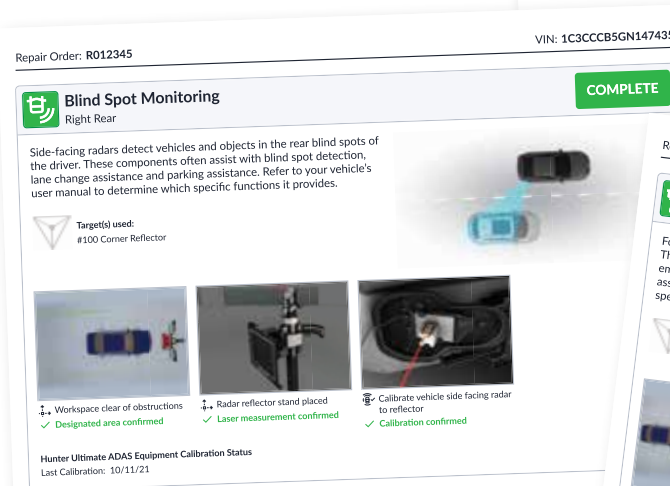 Repair Order: R012345
VIN: 1C3CCCB5GN147435
Blind Spot Monitoring
Right Rear
COMPLETE
Side-facing radars detect vehicles and objects in the rear blind spots of
the driver. These components often assist with blind spot detection,
lane change assistance and parking assistance. Refer to your vehicle's
user manual to determine which specific functions it provides.
Target(s) used:
#100 Corner Reflector
Workspace clear of obstructions
Designated area confirmed
Radar reflector stand placed
Laser measurement confirmed
Calibrate vehicle side facing radar
to reflector
Calibration confirmed
Hunter Ultimate ADAS Equipment Calibration Status
Last Calibration: 10/11/21